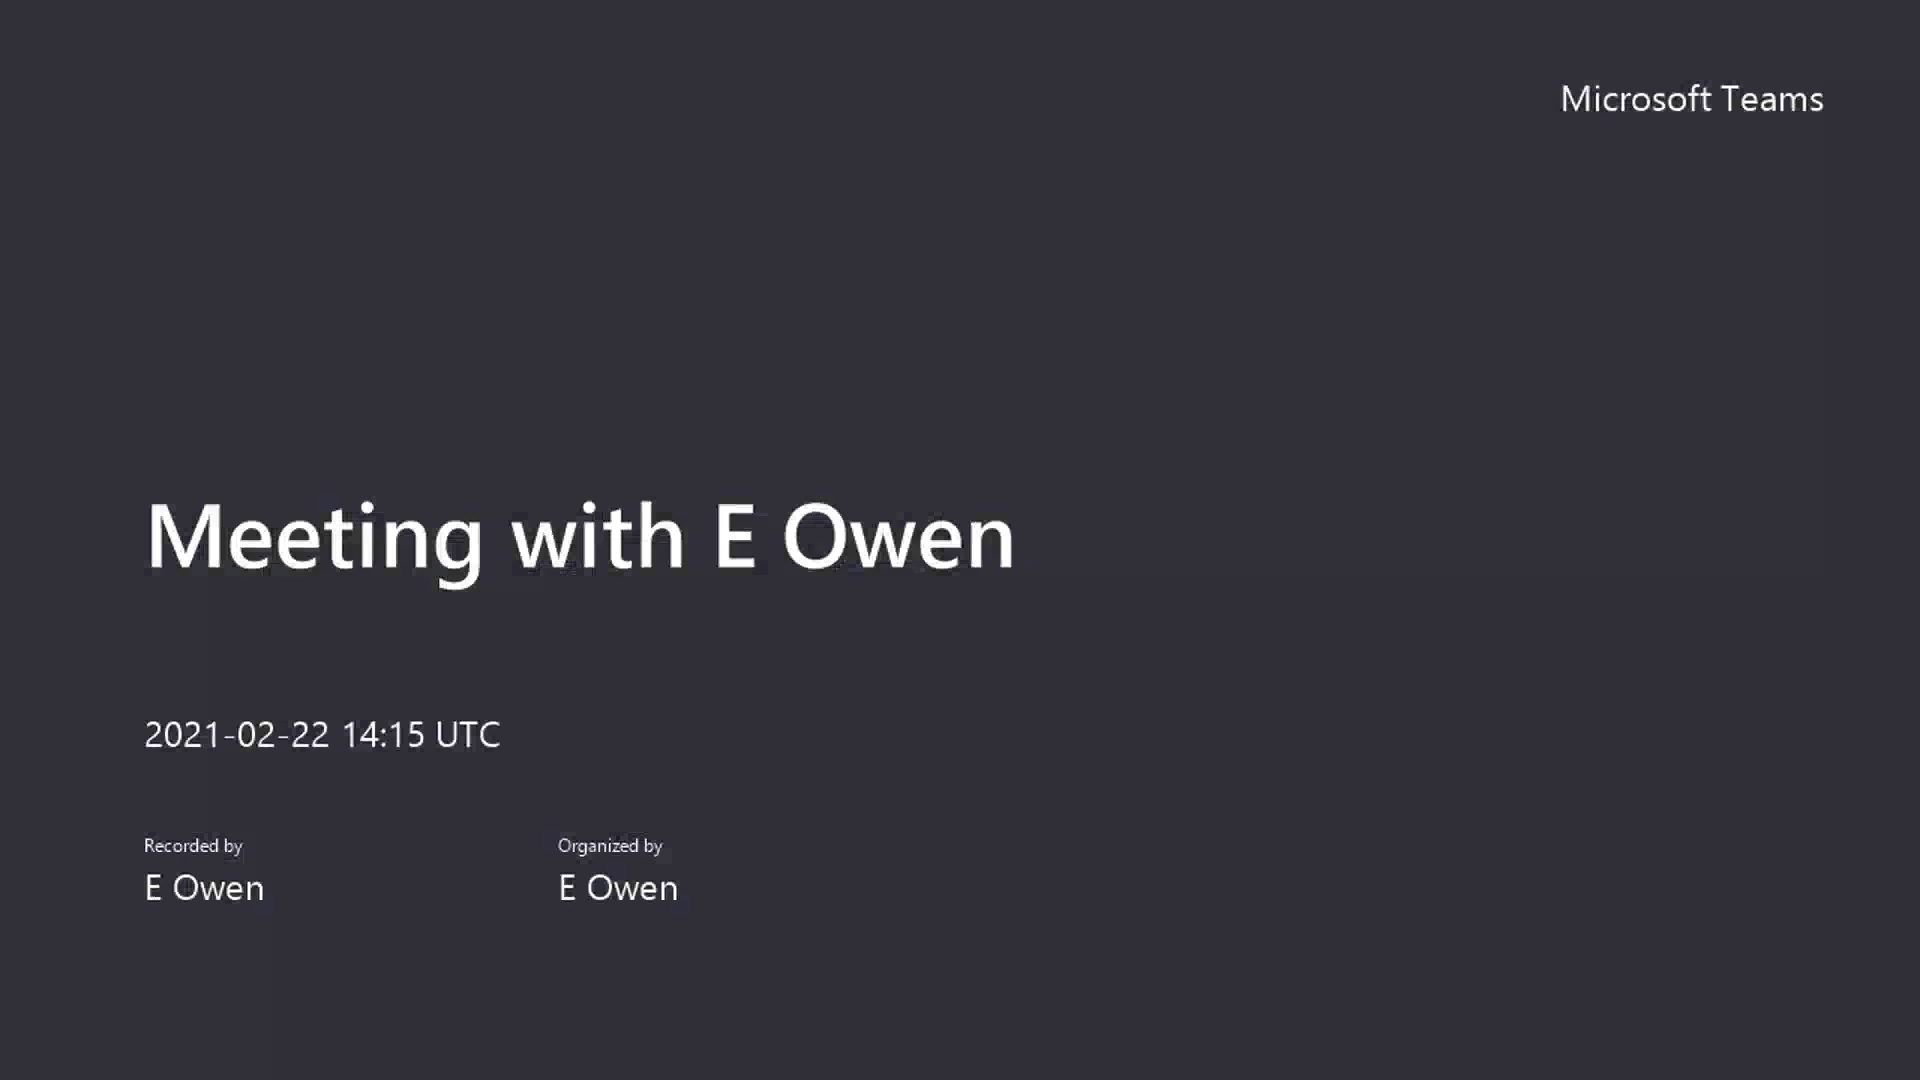 Microsoft Teams
Meeting with E Owen
2021-02-22 14:15 UTC
Recorded by
E Owen
Organized by
E Owen